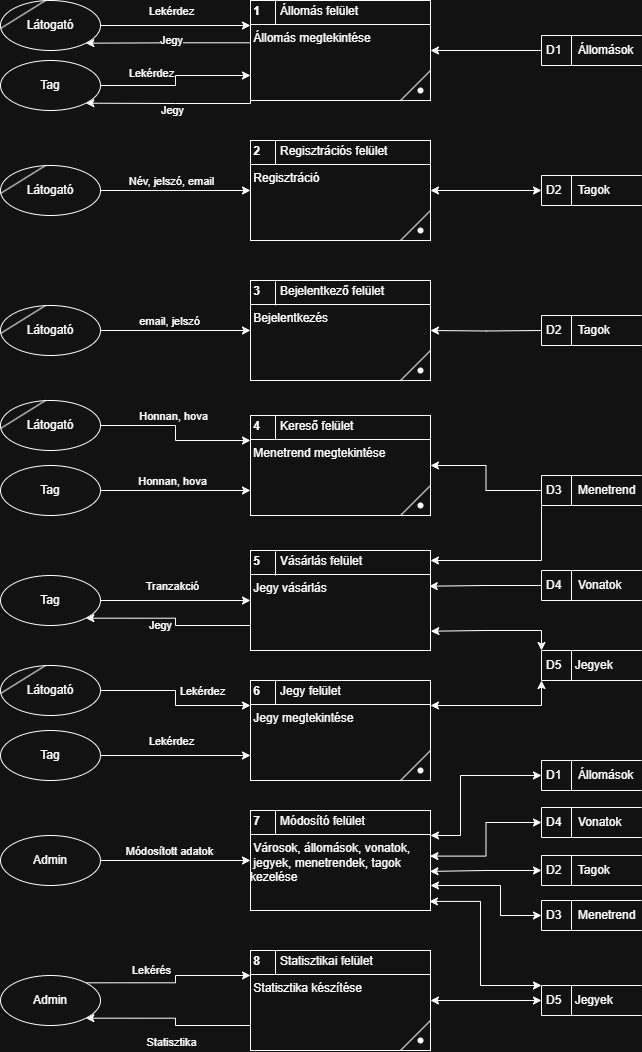 Látogató
Lekérdez
Jegy
1 Állomás felület
Állomás megtekintése
D1 Állomások
Tag
Lekérdez
Jegy
Látogató
Név, jelszó, email
2 Regisztrációs felület
Regisztráció
D2 Tagok
Látogató
email, jelszó
3 Bejelentkező felület
Bejelentkezés
D2 Tagok
Látogató
Honnan, hova
4 Kereső felület
Menetrend megtekintése
Tag
Honnan, hova
D3 Menetrend
5 Vásárlás felület
Jegy vásárlás
Tag
Tranzakció
Jegy
D4 Vonatok
D5 Jegyek
Látogató
Lekérdez
6 Jegy felület
Jegy megtekintése
Tag
Lekérdez
D1 Állomások
7 Módosító felület
Városok, állomások, vonatok,
jegyek, menetrendek, tagok
kezelése
Admin
Módosított adatok
D4 Vonatok
D2 Tagok
D3 Menetrend
8 Statisztikai felület
Statisztika készítése
Admin
Lekérés
Statisztika
D5 Jegyek